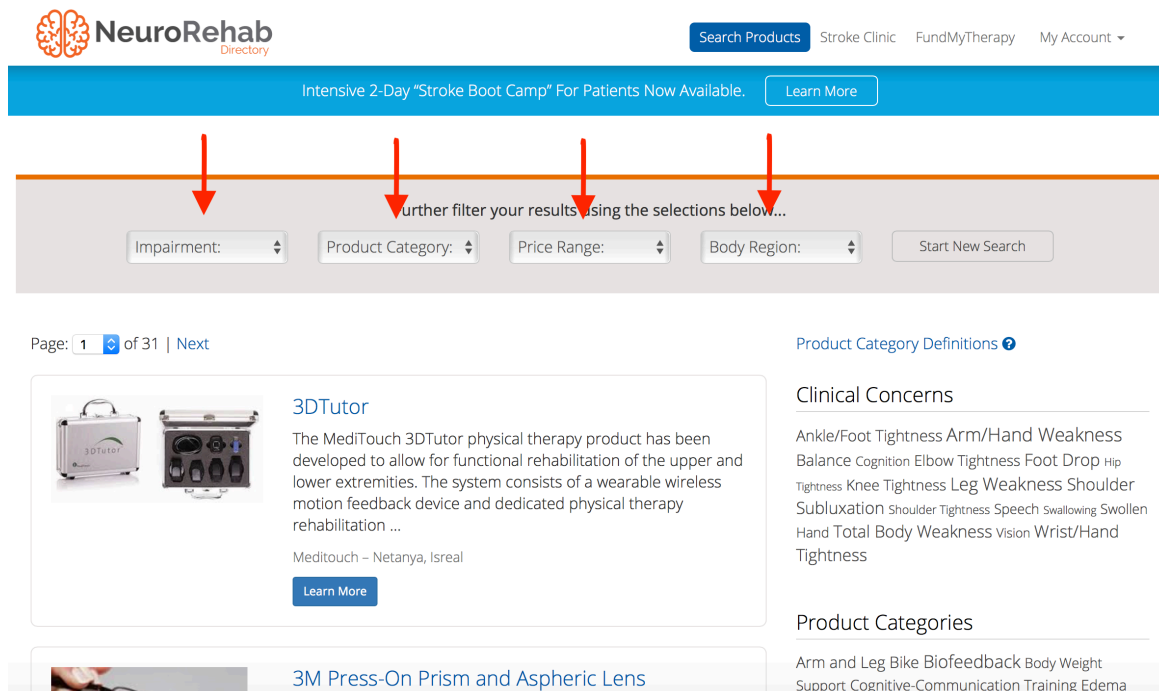 NeuroRehab
Directory
Search Products Stroke Clinic FundMyTherapy My Account
Intensive 2-Day “Stroke Boot Camp” For Patients Now Available. Learn More
Further filter your results using the selections below...
Impairment: Product Category: Price Range: Body Region: Start New Search
Page: 1 of 31 | Next
3DTutor
3DTutor
The MediTouch 3DTutor physical therapy product has been
developed to allow for functional rehabilitation of the upper and
lower extremities. The system consists of a wearable wireless
motion feedback device and dedicated physical therapy
rehabilitation ...
Meditouch – Netanya, Isreal
Learn More
3M Press-On Prism and Aspheric Lens
Product Category Definitions ?
Clinical Concerns
Ankle/Foot Tightness Arm/Hand Weakness
Balance Cognition Elbow Tightness Foot Drop Hip
Tightness Knee Tightness Leg Weakness Shoulder
Subluxation Shoulder Tightness Speech Swallowing Swollen
Hand Total Body Weakness Vision Wrist/Hand
Tightness
Product Categories
Arm and Leg Bike Biofeedback Body Weight
Support Cognitive-Communication Training Edema